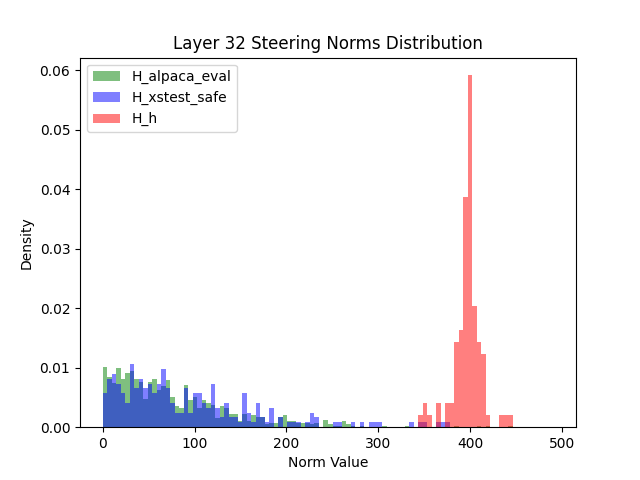 Layer 32 Steering Norms Distribution
H_alpaca_eval
H_xstest_safe
H_h
Density
0.06
0.05
0.04
0.03
0.02
0.01
0.00
0 100 200 300 400 500
Norm Value